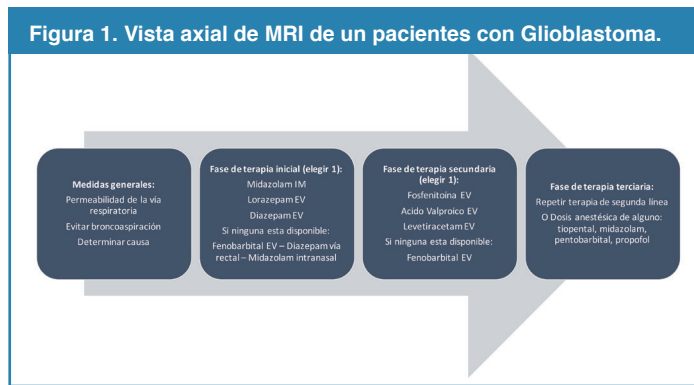 Figura 1. Vista axial de MRI de un pacientes con Glioblastoma.
Medidas generales:
Permeabilidad de la vía
respiratoria
Evitar broncoaspiración
Determinar causa
Fase de terapia inicial (elegir 1):
Midazolam IM
Lorazepam EV
Diazepam EV
Si ninguna esta disponible:
Fenobarbital EV – Diazepam vía
rectal – Midazolam intranasal
Fase de terapia secundaria
(elegir 1):
Fosfenitoína EV
Acido Valproico EV
Levetiracetam EV
Si ninguna esta disponible:
Fenobarbital EV
Fase de terapia terciaria:
Repetir terapia de segunda línea
O Dosis anestésica de alguno:
tiopental, midazolam,
pentobarbital, propofol